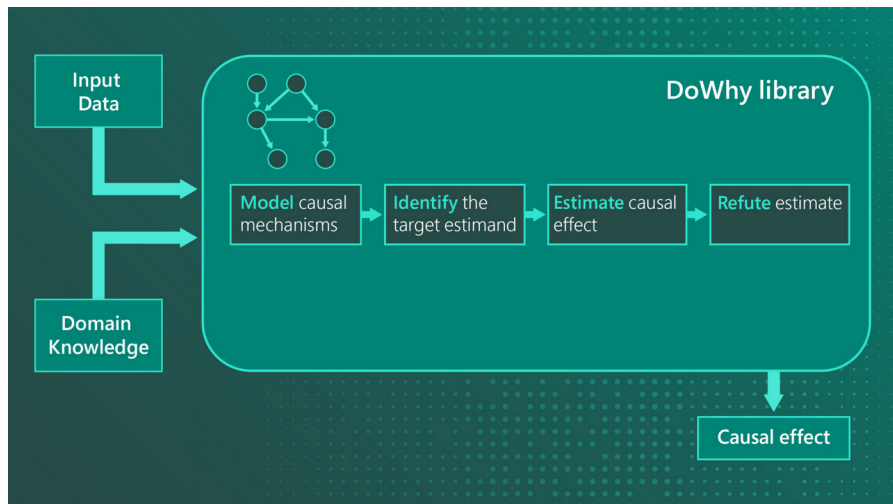 Input
Data
DoWhy library
Model causal
mechanisms
Identify the
target estimand
Estimate causal
effect
Refute estimate
Domain
Knowledge
Causal effect